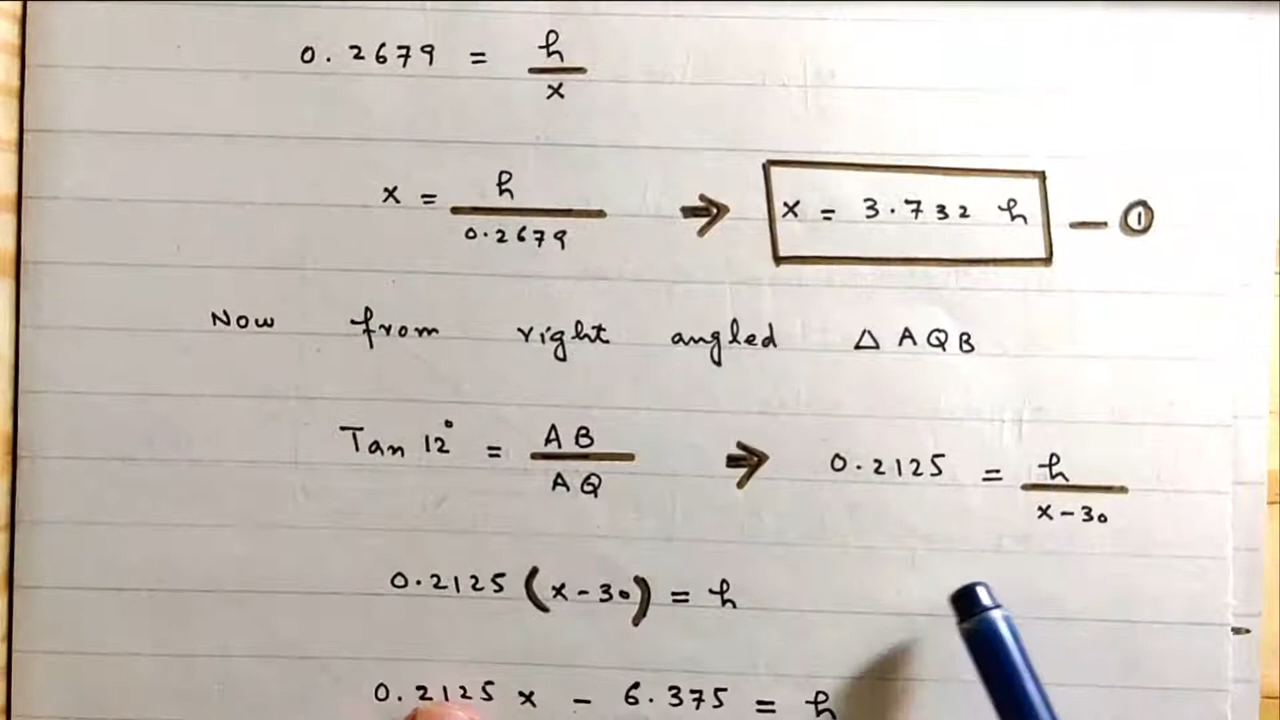 0.2679 = h/x
x = h/0.2679 → x = 3.732 h — ①
Now from right angled △ AQB
Tan 12° = AB/AQ → 0.2125 = h/x-30
0.2125 (x-30) = h
0.2125 x - 6.375 = h